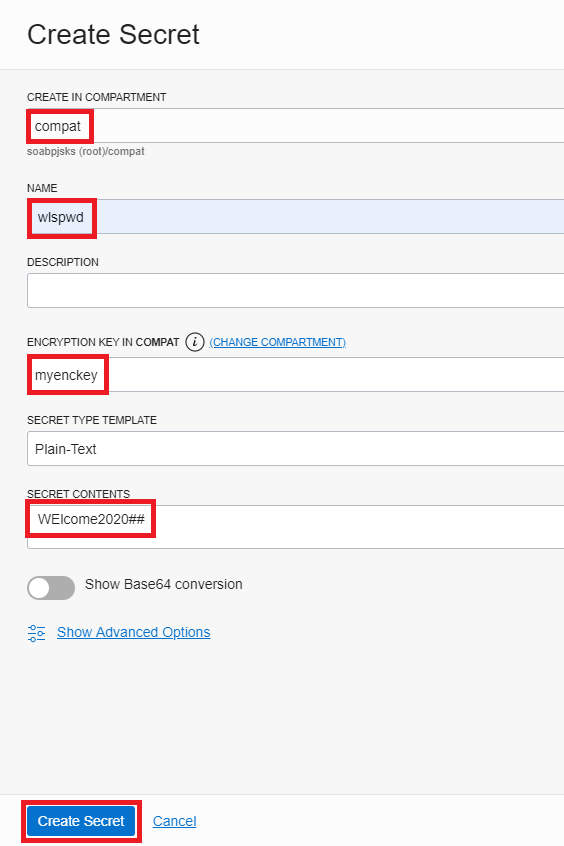 Create Secret
CREATE IN COMPARTMENT
compat
soabpjsks (root)/compat
NAME
wlspwd
DESCRIPTION
ENCRYPTION KEY IN COMPAT i (CHANGE COMPARTMENT)
myenckey
SECRET TYPE TEMPLATE
Plain-Text
SECRET CONTENTS
WElcome2020##
Show Base64 conversion
Show Advanced Options
Create Secret Cancel